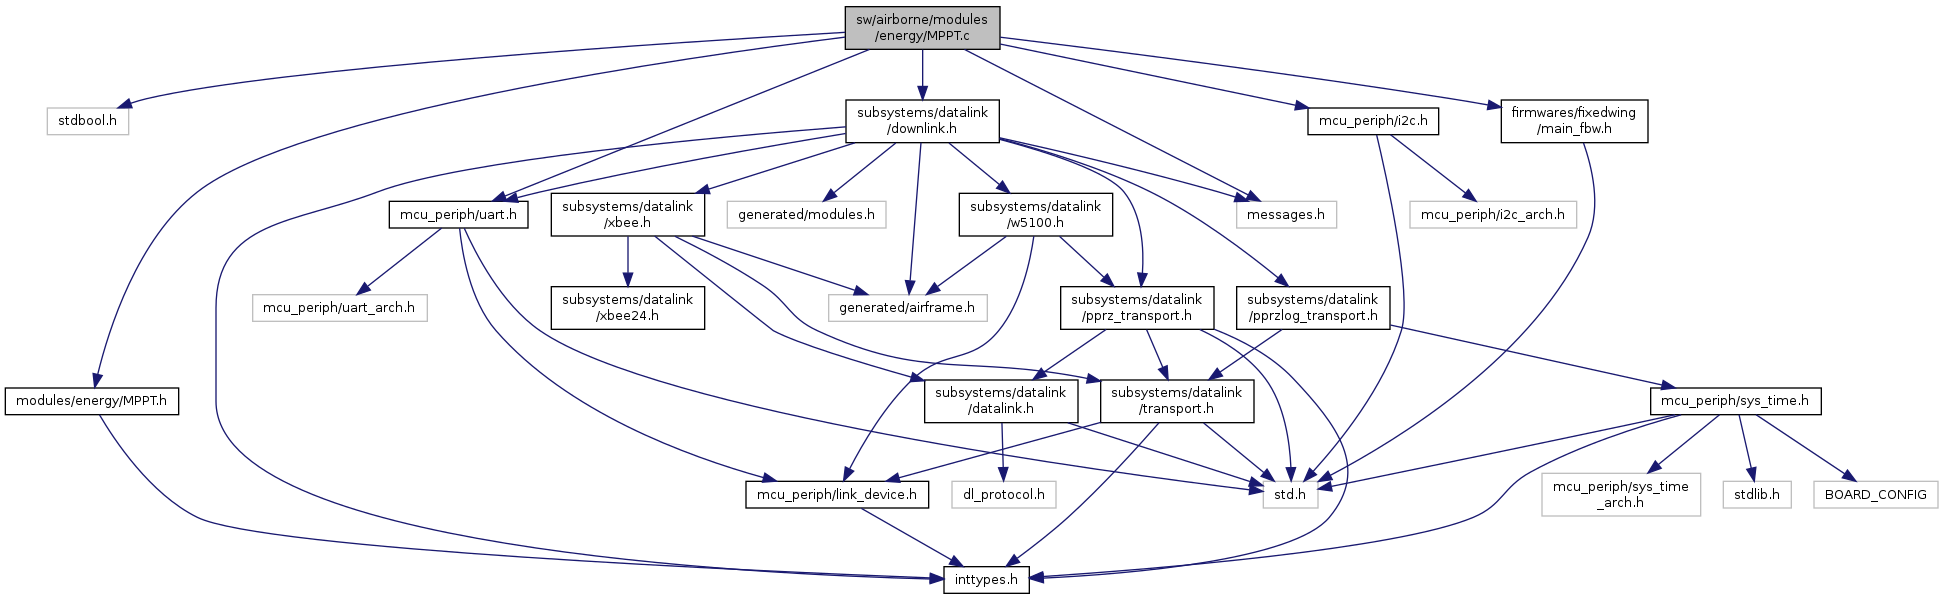 sw/airborne/modules
/energy/MPPT.c
stdbool.h
subsystems/datalink
/downlink.h
mcu_periph/i2c.h
firmwares/fixedwing
/main_fbw.h
mcu_periph/uart.h
subsystems/datalink
/xbee.h
generated/modules.h
subsystems/datalink
/w5100.h
messages.h
mcu_periph/i2c_arch.h
mcu_periph/uart_arch.h
subsystems/datalink
/xbee24.h
generated/airframe.h
subsystems/datalink
/pprz_transport.h
subsystems/datalink
/pprzlog_transport.h
modules/energy/MPPT.h
subsystems/datalink
/datalink.h
subsystems/datalink
/transport.h
mcu_periph/sys_time.h
mcu_periph/link_device.h
dl_protocol.h
std.h
mcu_periph/sys_time
_arch.h
stdlib.h
BOARD_CONFIG
inttypes.h